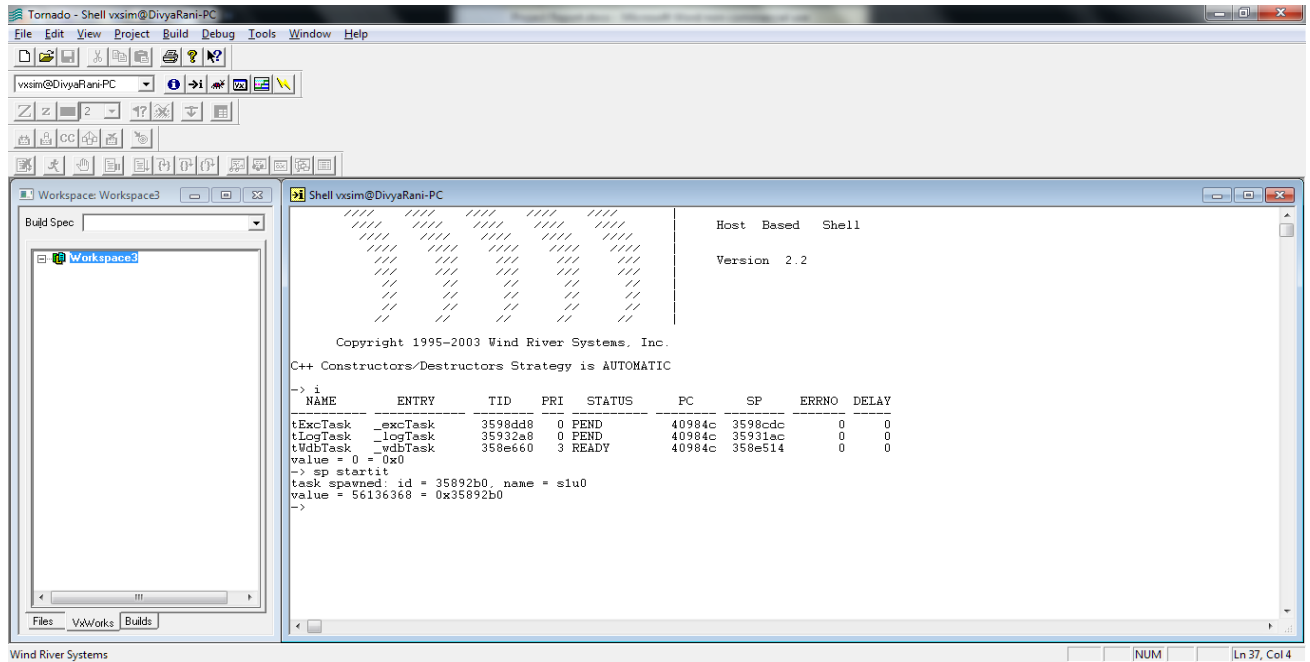 Tornado - Shell vxsim@DivyaRani-PC
File Edit View Project Build Debug Tools Window Help
vxsim@DivyaRani-PC
Z z 2
CC
Workspace: Workspace3
Build Spec
Workspace3
Files VxWorks Builds
Shell vxsim@DivyaRani-PC
//// //// //// //// //// | Host Based Shell
//// //// //// //// //// |
//// //// //// //// //// |
//// //// //// //// //// |
/// /// /// /// /// | Version 2.2
/// /// /// /// /// |
// // // // // |
// // // // // |
// // // // // |
// // // // // |
Copyright 1995-2003 Wind River Systems, Inc.
C++ Constructors/Destructors Strategy is AUTOMATIC
-> i
NAME ENTRY TID PRI STATUS PC SP ERRNO DELAY
---------- ------------ -------- --- ---------- -------- -------- ------- -----
tExcTask _excTask 3598dd8 0 PEND 40984c 3598cdc 0 0
tLogTask _logTask 35932a8 0 PEND 40984c 35931ac 0 0
tWdbTask _wdbTask 358e660 3 READY 40984c 358e514 0 0
value = 0 = 0x0
-> sp startit
task spawned: id = 35892b0, name = s1u0
value = 56136368 = 0x35892b0
->
Wind River Systems
NUM
Ln 37, Col 4